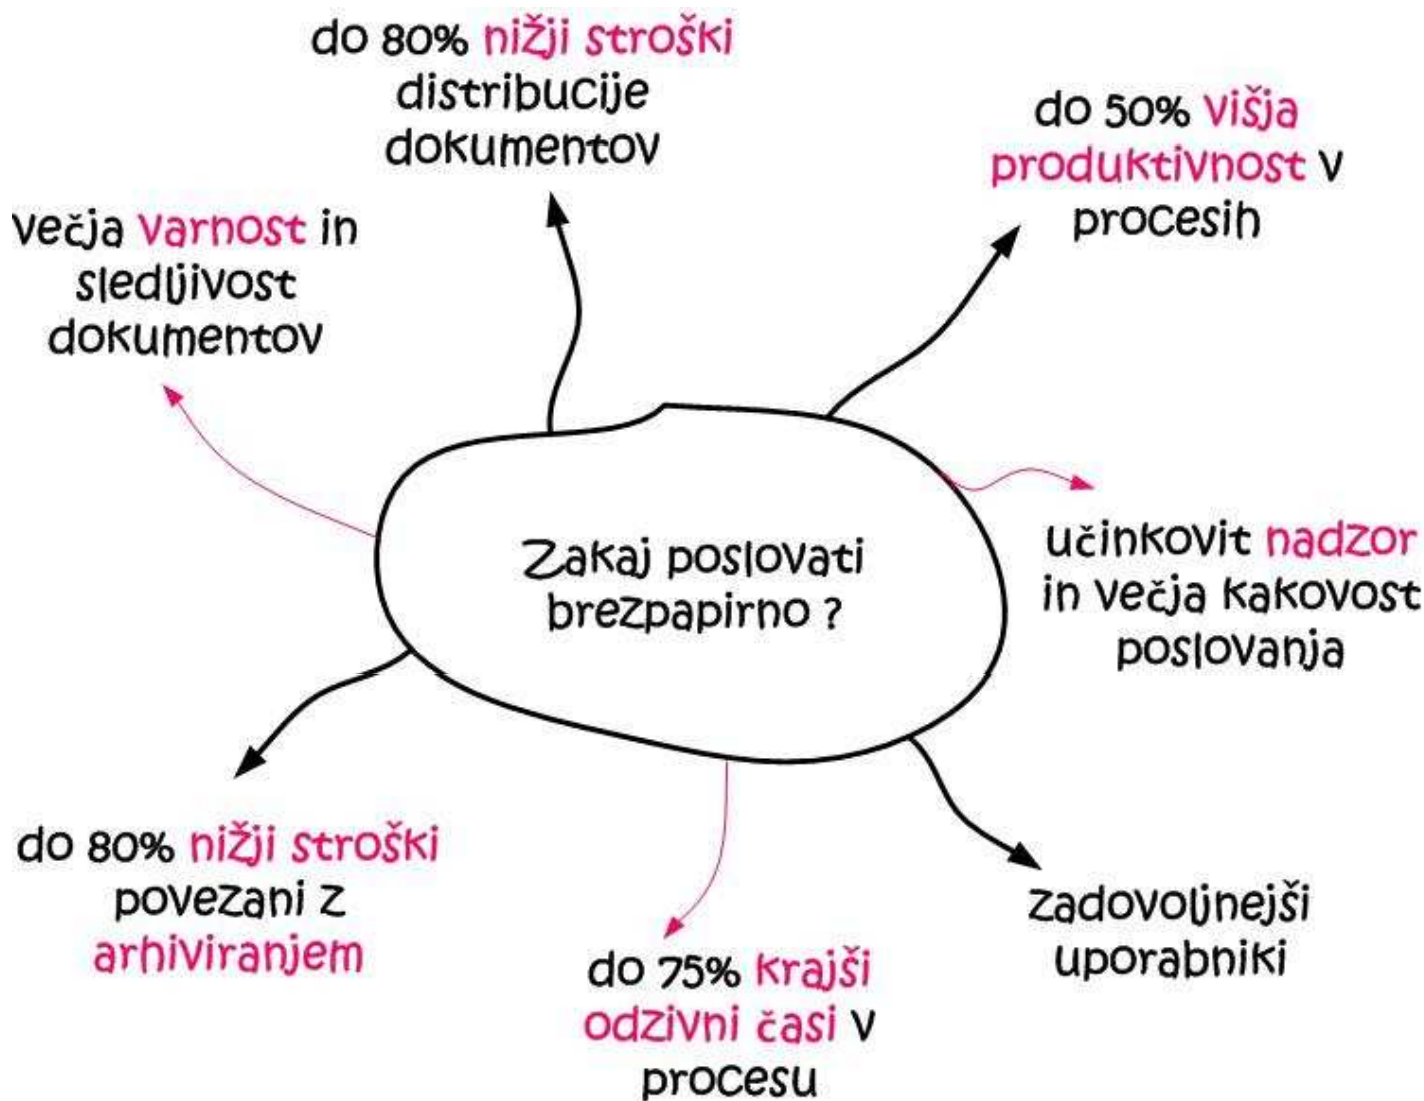 do 80% nižji stroški
distribucije
dokumentov
do 50% višja
produktivnost v
procesih
večja varnost in
sledljivost
dokumentov
Zakaj poslovati
brezpapirno ?
učinkovit nadzor
in večja kakovost
poslovanja
do 80% nižji stroški
povezani z
arhiviranjem
do 75% krajši
odzivni časi v
procesu
zadovoljnejši
uporabniki